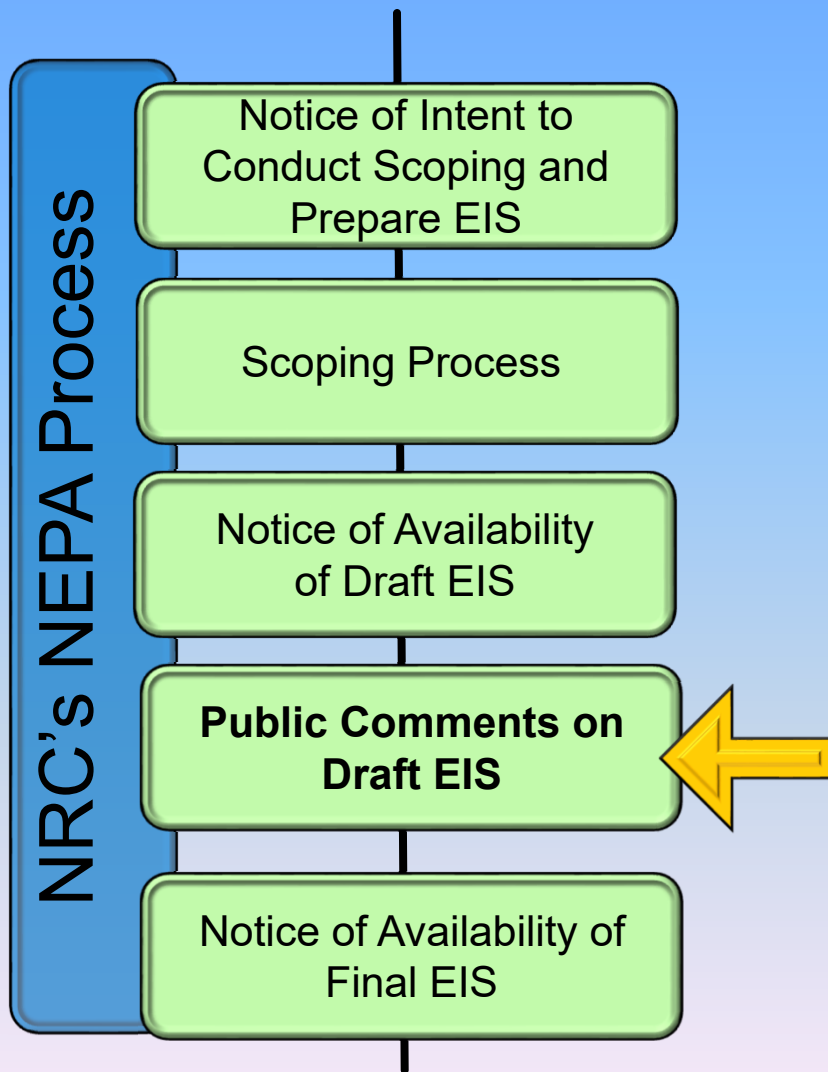 NRC’s NEPA Process
Notice of Intent to
Conduct Scoping and
Prepare EIS
Scoping Process
Notice of Availability
of Draft EIS
Public Comments on
Draft EIS
Notice of Availability of
Final EIS